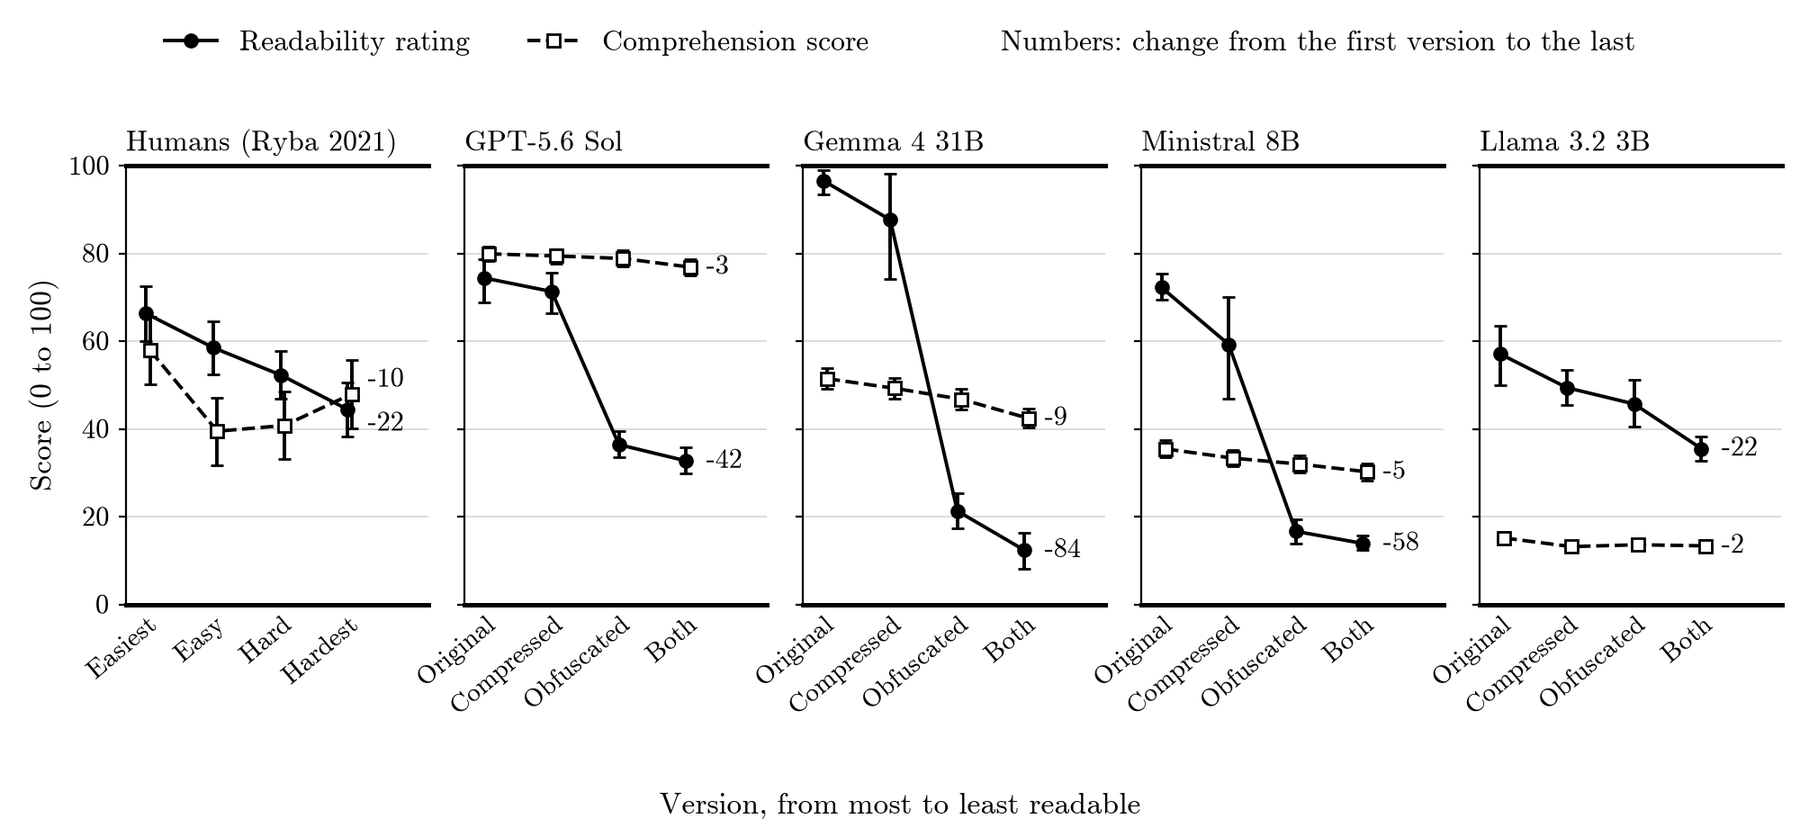 Readability rating Comprehension score Numbers: change from the first version to the last
Humans (Ryba 2021) GPT-5.6 Sol Gemma 4 31B Ministral 8B Llama 3.2 3B
Score (0 to 100)
100
80
60
40
20
0
-10
-22
-3
-42
-9
-84
-5
-58
-22
-2
Easiest Easy Hard Hardest
Original Compressed Obfuscated Both
Original Compressed Obfuscated Both
Original Compressed Obfuscated Both
Original Compressed Obfuscated Both
Version, from most to least readable